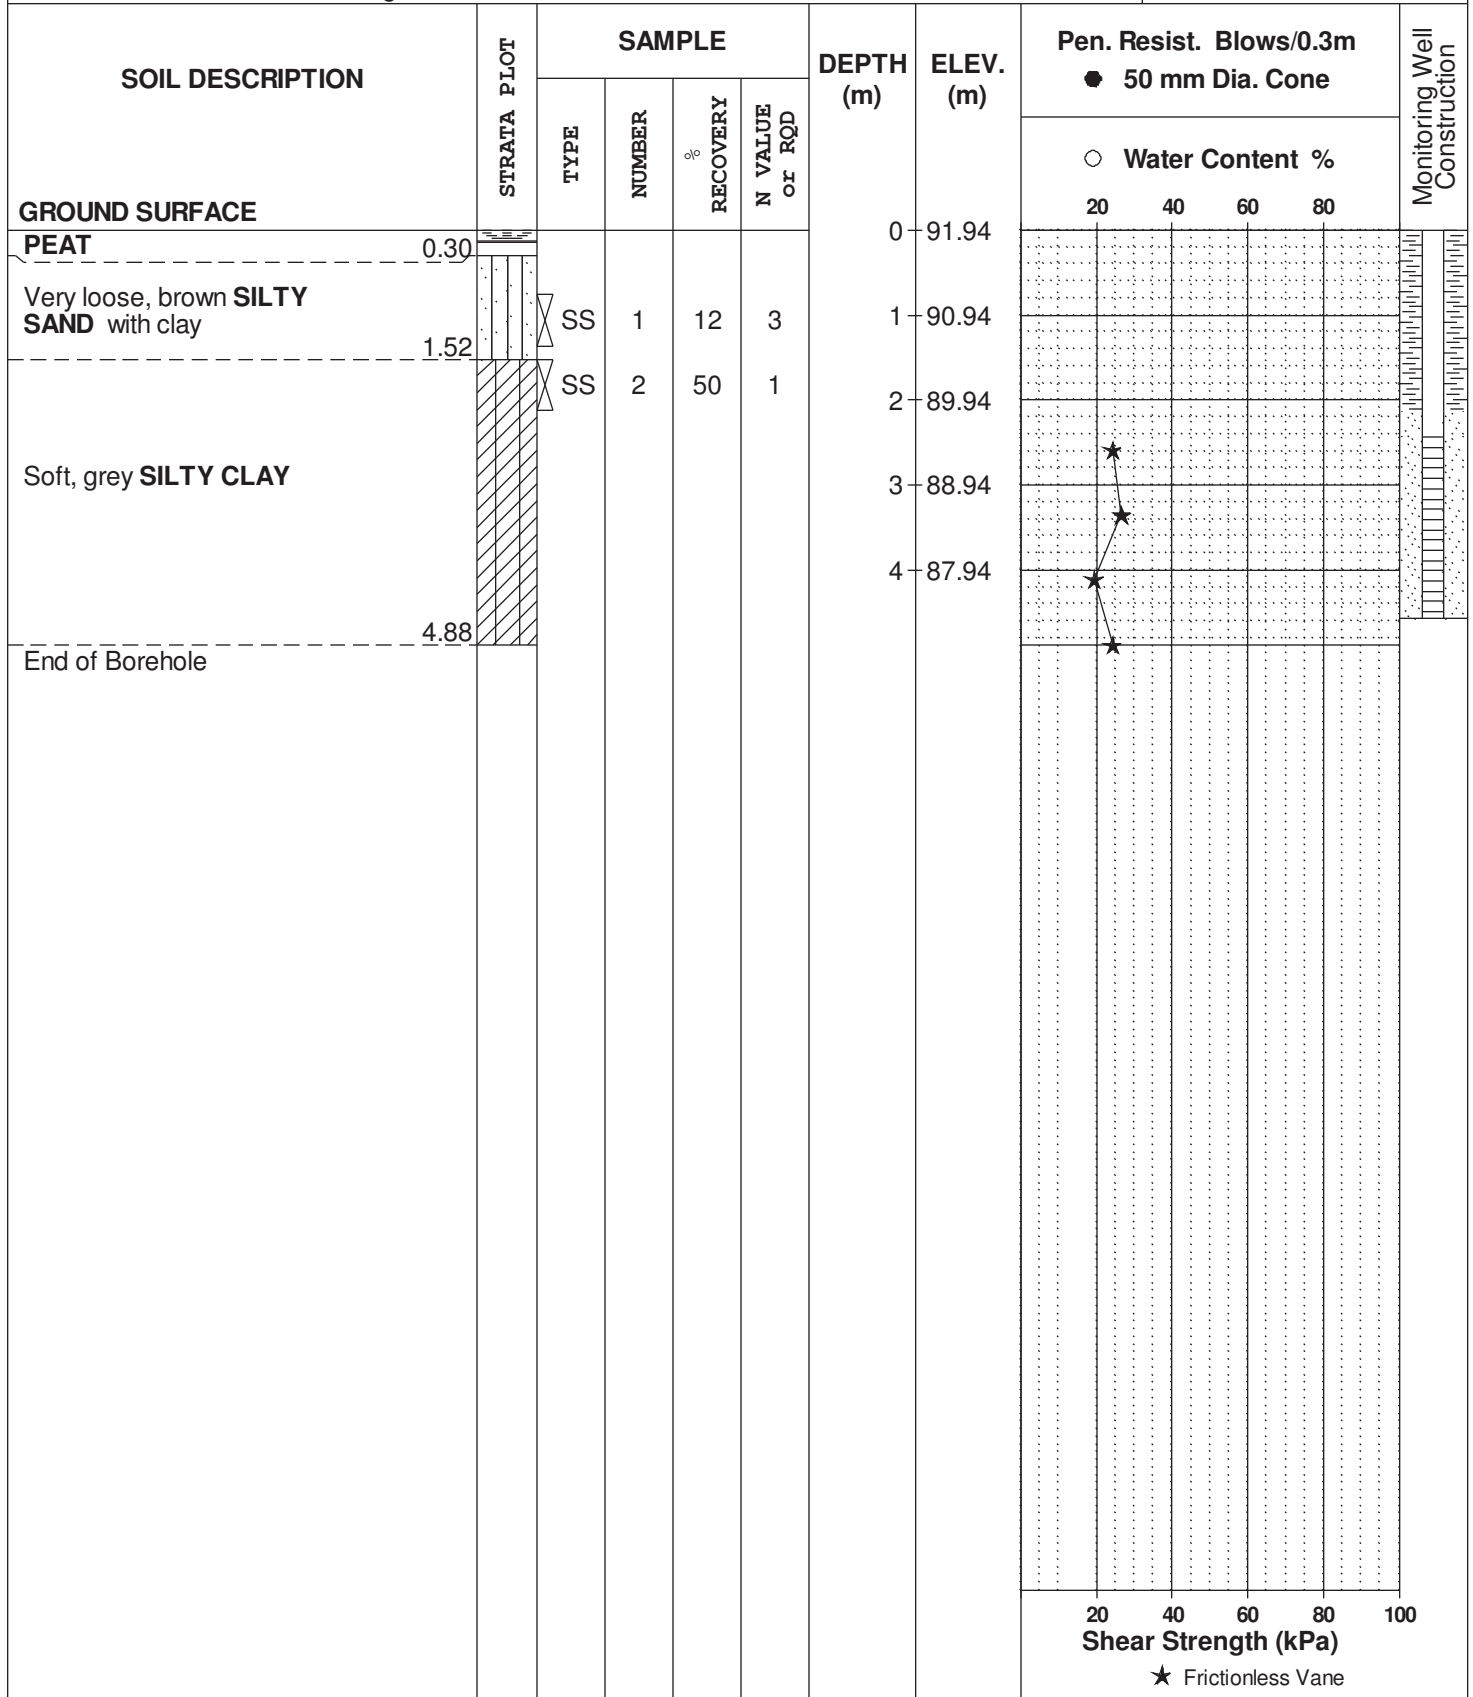 SOIL DESCRIPTION
GROUND SURFACE
STRATA PLOT
SAMPLE
TYPE
NUMBER
% RECOVERY
N VALUE or RQD
DEPTH (m)
ELEV. (m)
Pen. Resist. Blows/0.3m
● 50 mm Dia. Cone
○ Water Content %
20 40 60 80
Monitoring Well Construction
0 91.94
PEAT 0.30
Very loose, brown SILTY
SAND with clay
SS 1 12 3
1 90.94
1.52
SS 2 50 1
2 89.94
Soft, grey SILTY CLAY
3 88.94
4 87.94
4.88
End of Borehole
20 40 60 80 100
Shear Strength (kPa)
★ Frictionless Vane